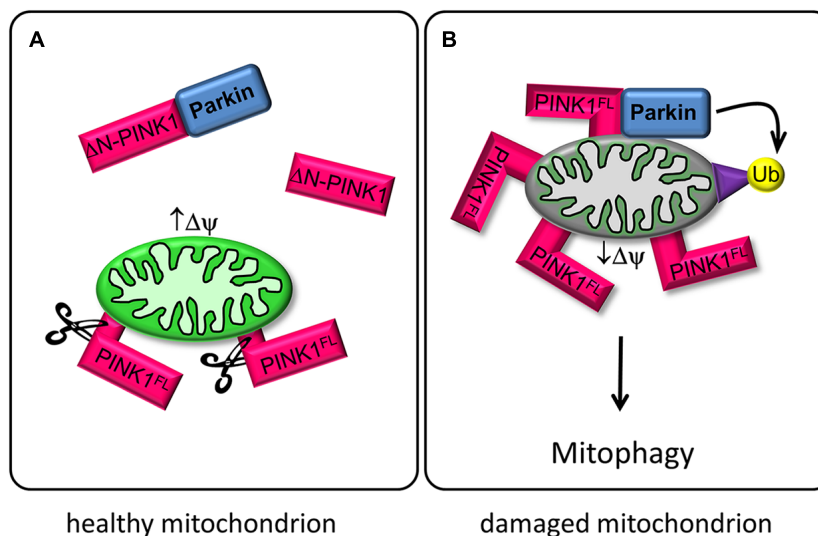 A
ΔN-PINK1
Parkin
ΔN-PINK1
↑Δψ
PINK1FL
PINK1FL
healthy mitochondrion
B
PINK1FL
Parkin
PINK1FL
Ub
↓Δψ
PINK1FL
PINK1FL
Mitophagy
damaged mitochondrion